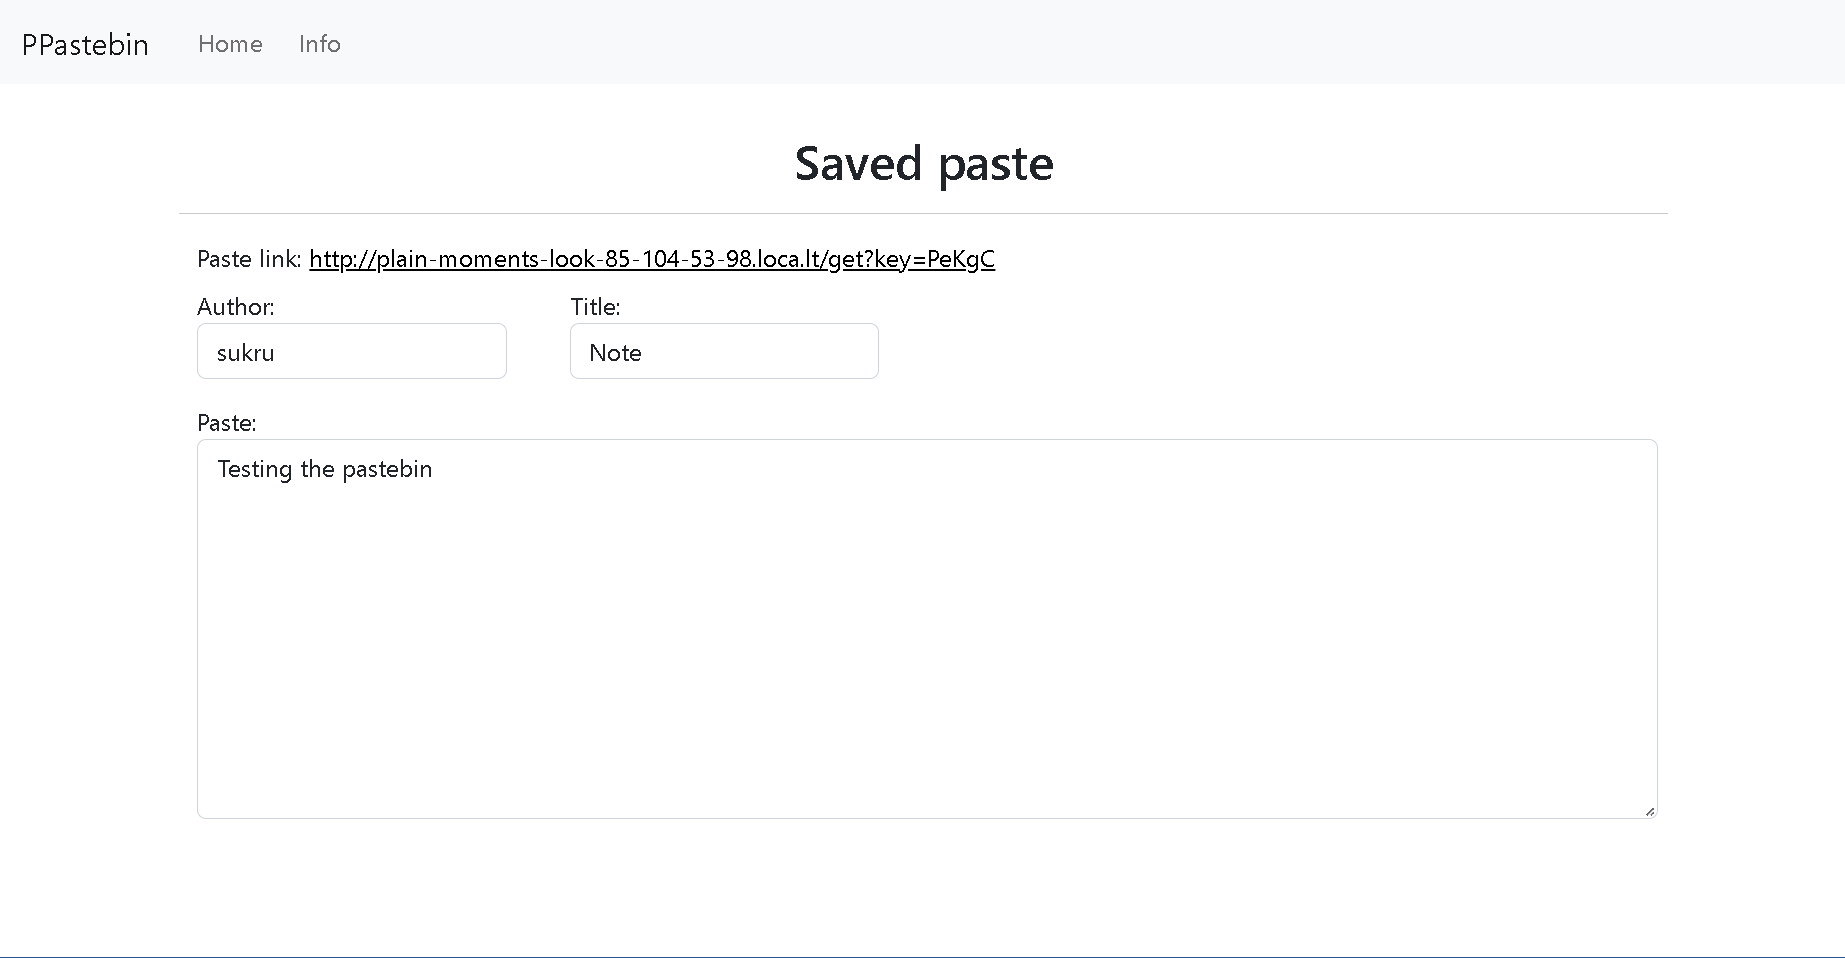 PPastebin Home Info
Saved paste
Paste link: http://plain-moments-look-85-104-53-98.loca.lt/get?key=PeKgC
Author: Title:
sukru Note
Paste:
Testing the pastebin